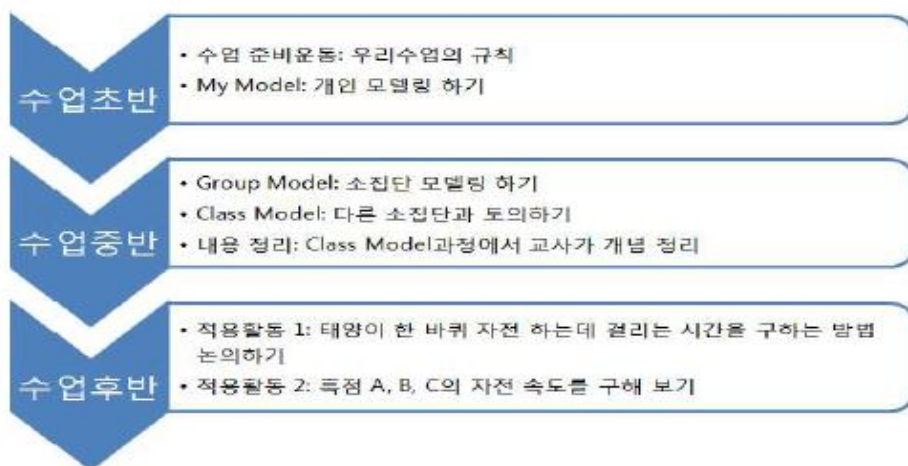 수업초반
• 수업 준비운동: 우리수업의 규칙
• My Model: 개인 모델링 하기
수업중반
• Group Model: 소집단 모델링 하기
• Class Model: 다른 소집단과 토의하기
• 내용 정리: Class Model과정에서 교사가 개념 정리
수업후반
• 적용활동 1: 태양이 한 바퀴 자전 하는데 걸리는 시간을 구하는 방법
논의하기
• 적용활동 2: 흑점 A, B, C의 자전 속도를 구해 보기